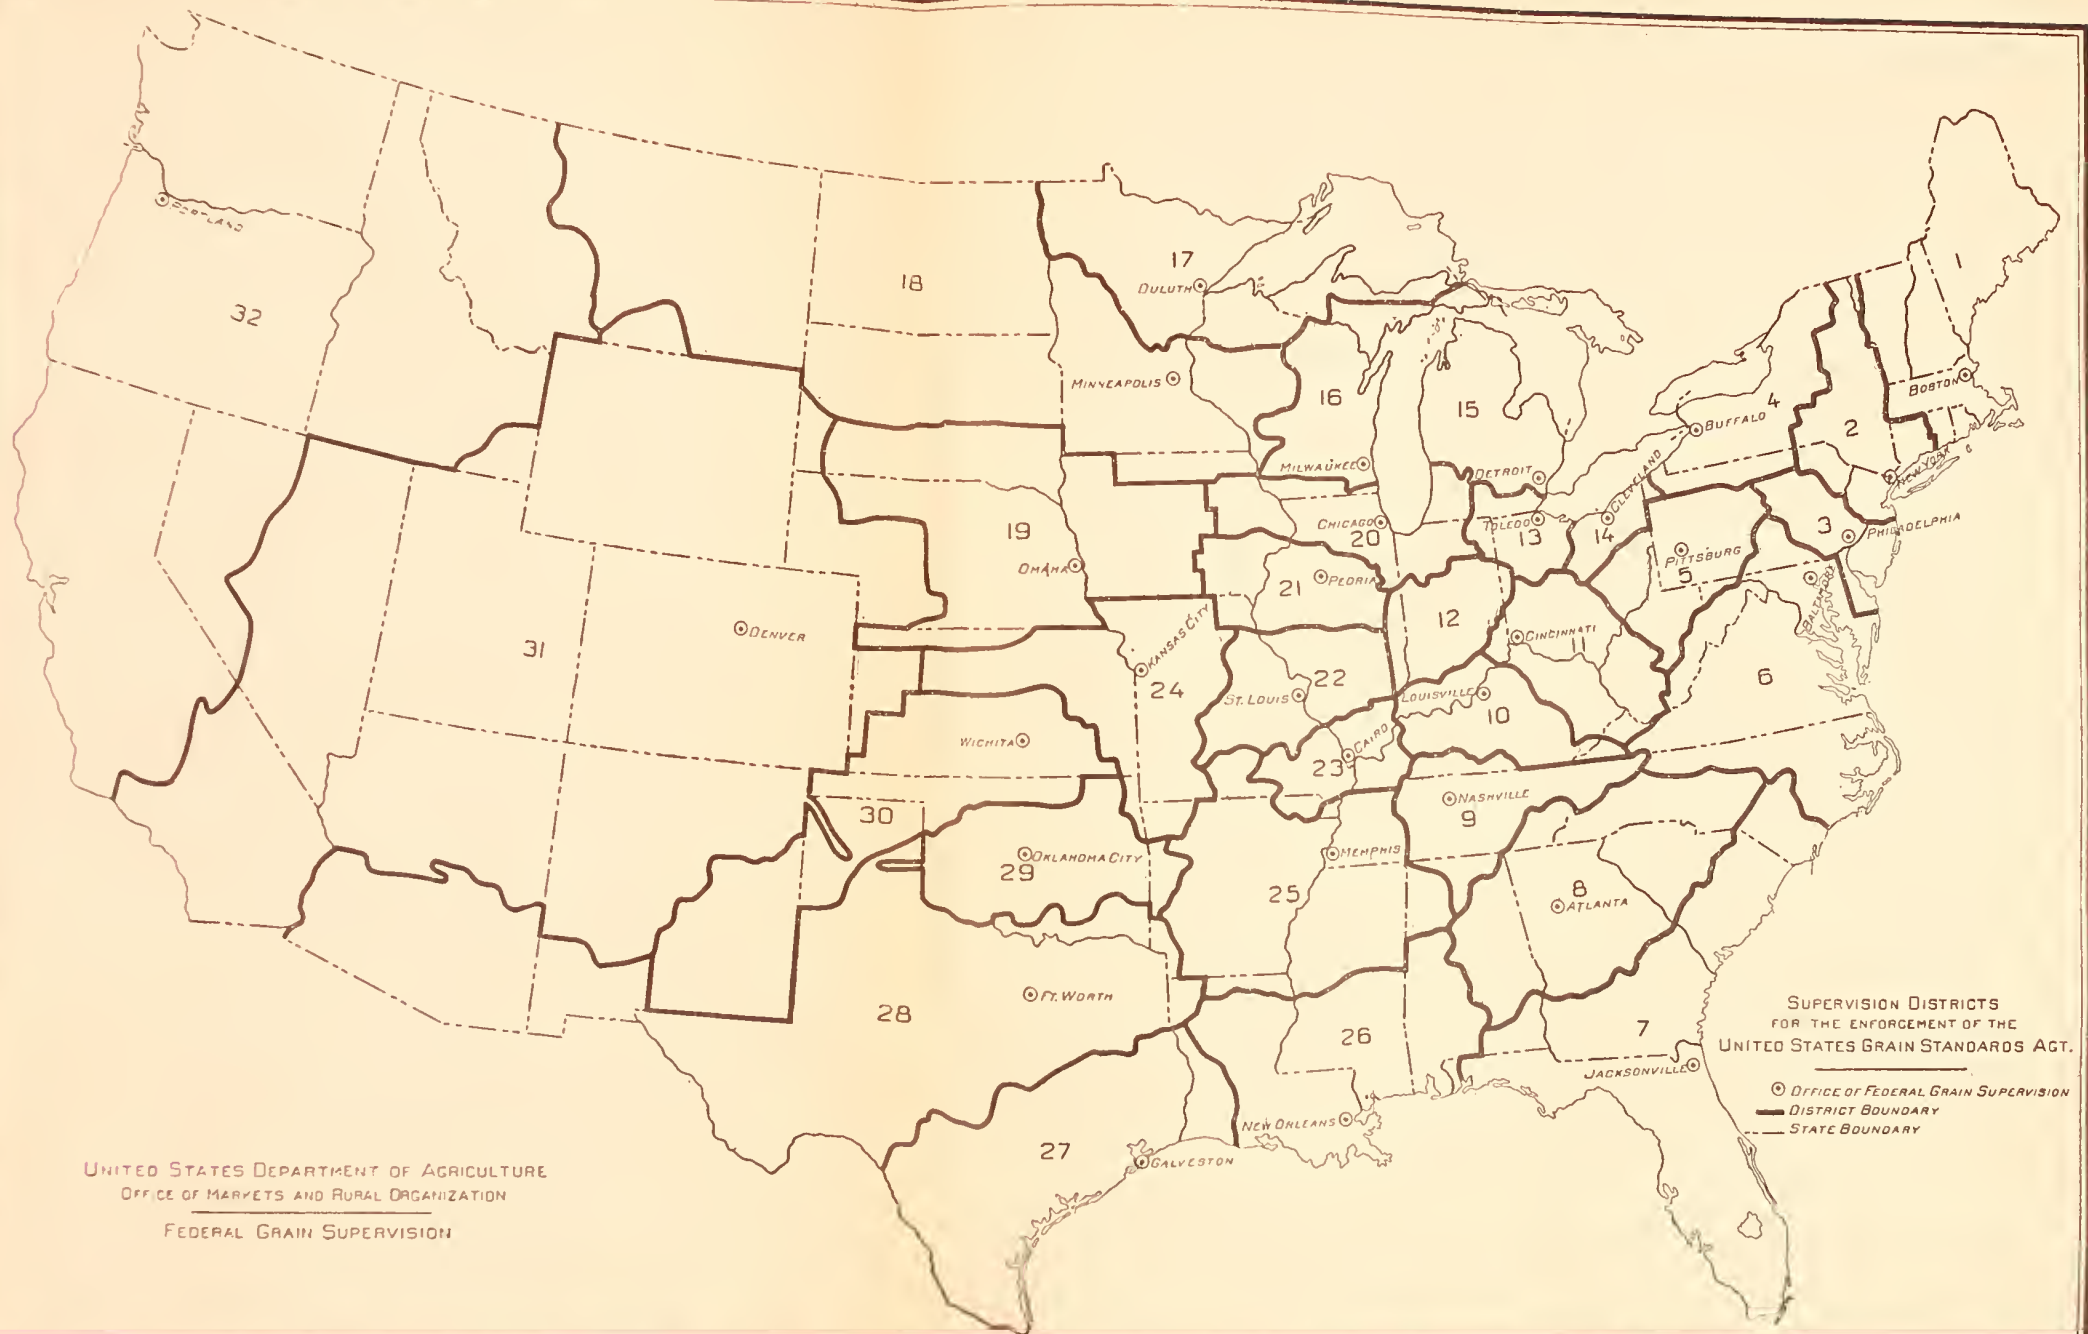 1
17
DULUTH
18
PORTLAND
32
MINNEAPOLIS
16
15
BOSTON
4
BUFFALO
2
MILWAUKEE
DETROIT
CLEVELAND
NEW YORK
19
CHICAGO
20
TOLEDO
13
14
3
PHILADELPHIA
OMAHA
21
PEORIA
PITTSBURG
5
BALTIMORE
12
CINCINNATI
11
DENVER
31
KANSAS CITY
24
22
ST. LOUIS
LOUISVILLE
10
6
WICHITA
CAIRO
23
30
NASHVILLE
9
OKLAHOMA CITY
29
MEMPHIS
25
8
ATLANTA
FT. WORTH
28
26
7
JACKSONVILLE
NEW ORLEANS
27
GALVESTON
SUPERVISION DISTRICTS
FOR THE ENFORCEMENT OF THE
UNITED STATES GRAIN STANDARDS ACT.
OFFICE OF FEDERAL GRAIN SUPERVISION
DISTRICT BOUNDARY
STATE BOUNDARY
UNITED STATES DEPARTMENT OF AGRICULTURE
OFFICE OF MARKETS AND RURAL ORGANIZATION
FEDERAL GRAIN SUPERVISION